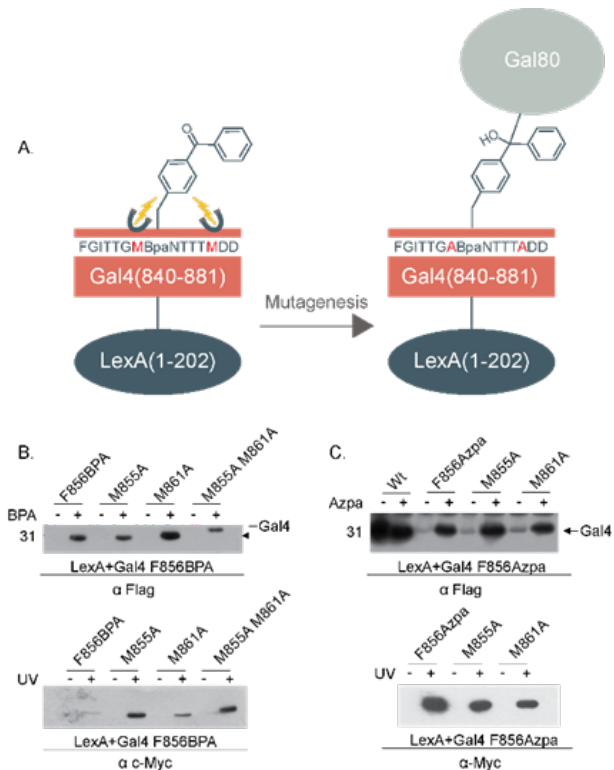 Gal80
A.
O
HO
FGITTGMBpaNTTTMDD
FGITTGABpaNTTTADD
Gal4(840-881)
Gal4(840-881)
Mutagenesis
LexA(1-202)
LexA(1-202)
B.
F856BPA
M855A
M861A
M855A M861A
BPA - + - + - + - +
Gal4
31
LexA+Gal4 F856BPA
α Flag
F856BPA
M855A
M861A
M855A M861A
UV - + - + - + - +
LexA+Gal4 F856BPA
α c-Myc
C.
Wt
F856Azpa
M855A
M861A
Azpa - + - + - + - +
31
Gal4
LexA+Gal4 F856Azpa
α Flag
F856Azpa
M855A
M861A
UV - + - + - +
LexA+Gal4 F856Azpa
α-Myc